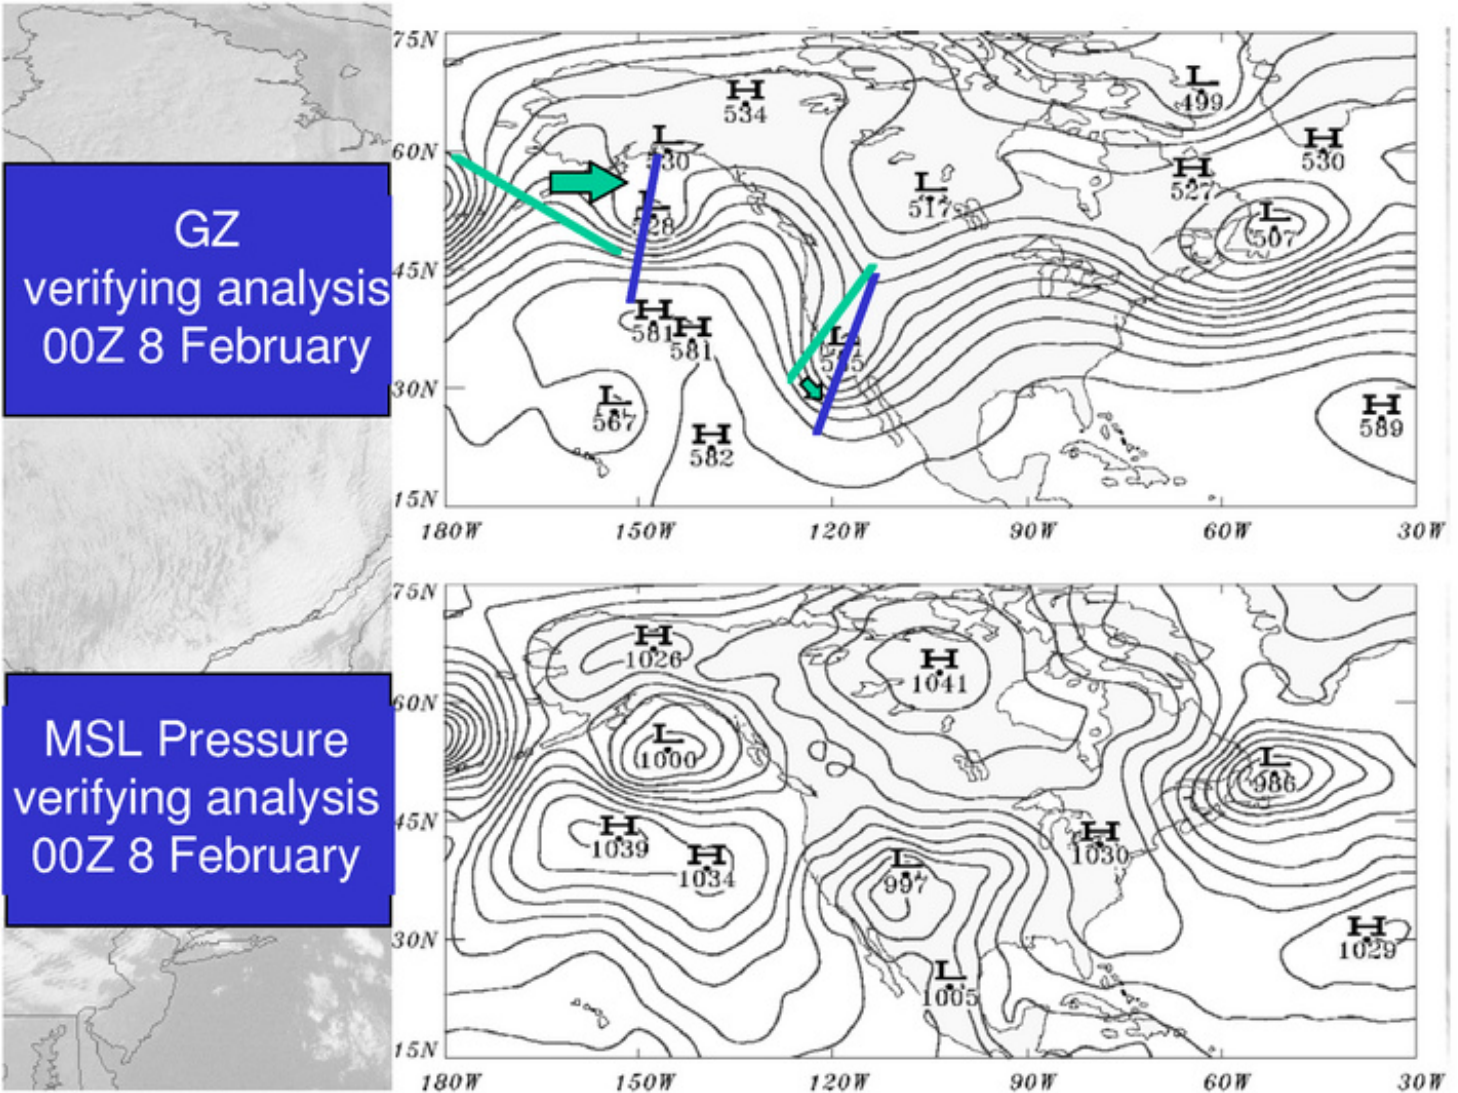 GZ
verifying analysis
00Z 8 February
75N
60N
45N
30N
15N
180W 150W 120W 90W 60W 30W
L
499
H
534
H
530
L
530
H
527
L
517
L
507
H
581
H
581
L
L
567
H
589
H
582
MSL Pressure
verifying analysis
00Z 8 February
75N
60N
45N
30N
15N
180W 150W 120W 90W 60W 30W
H
1026
H
1041
L
1000
L
986
H
1039
H
1030
H
1034
L
997
H
1029
L
1005